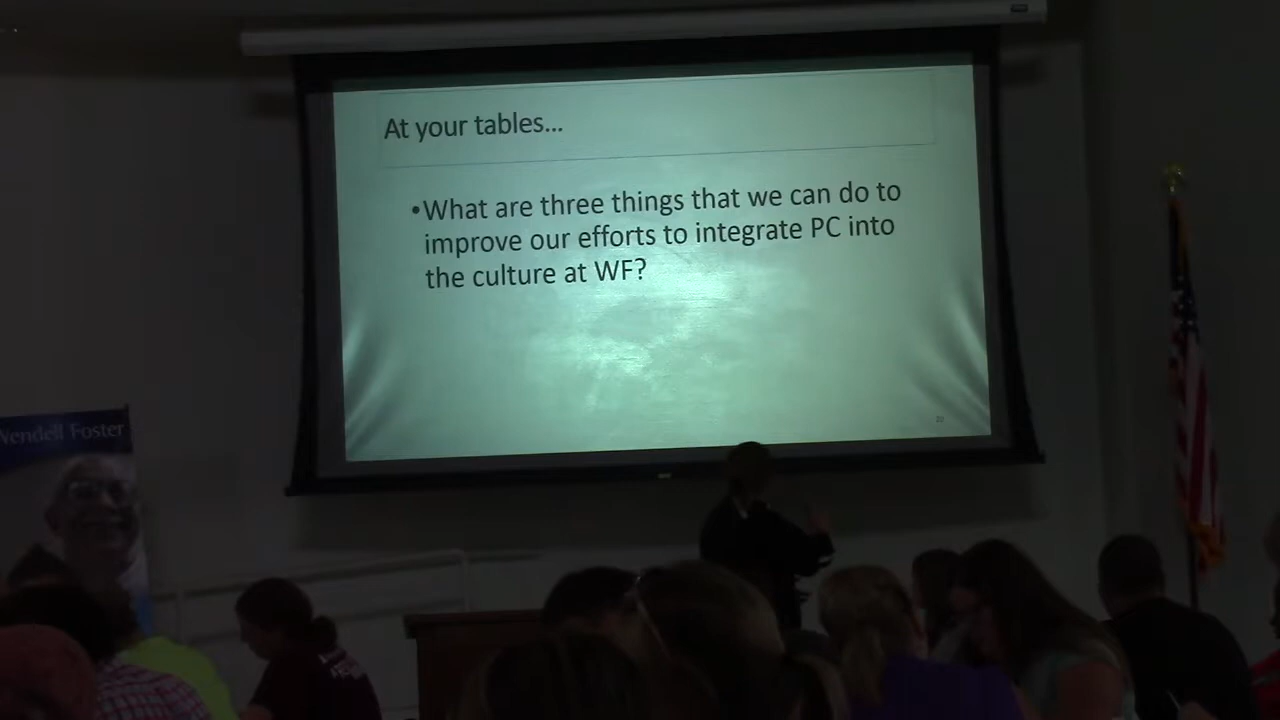 At your tables...
•What are three things that we can do to
improve our efforts to integrate PC into
the culture at WF?
Wendell Foster